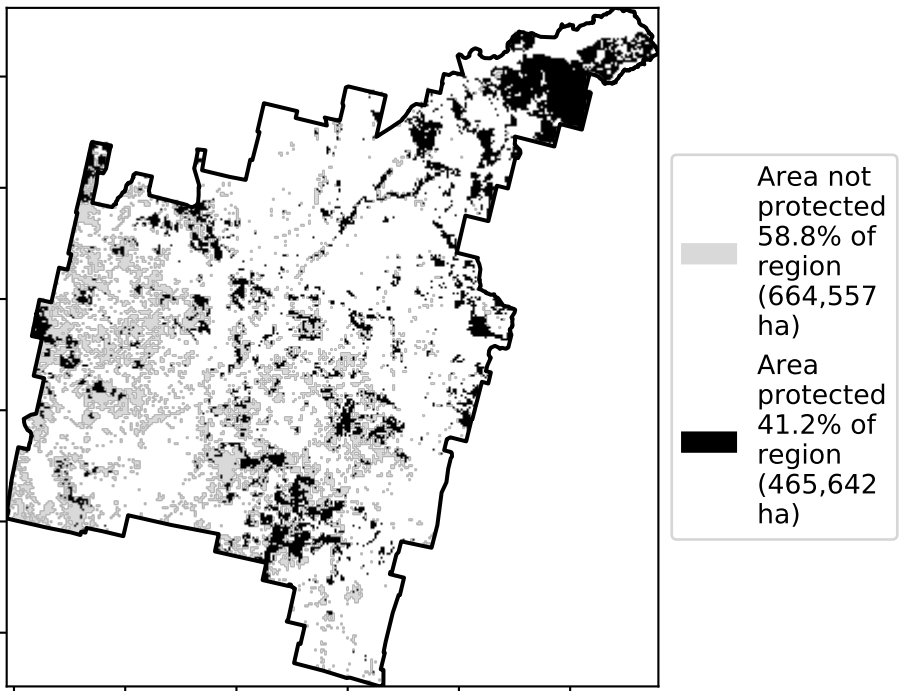 Area not
protected
58.8% of
region
(664,557
ha)
Area
protected
41.2% of
region
(465,642
ha)